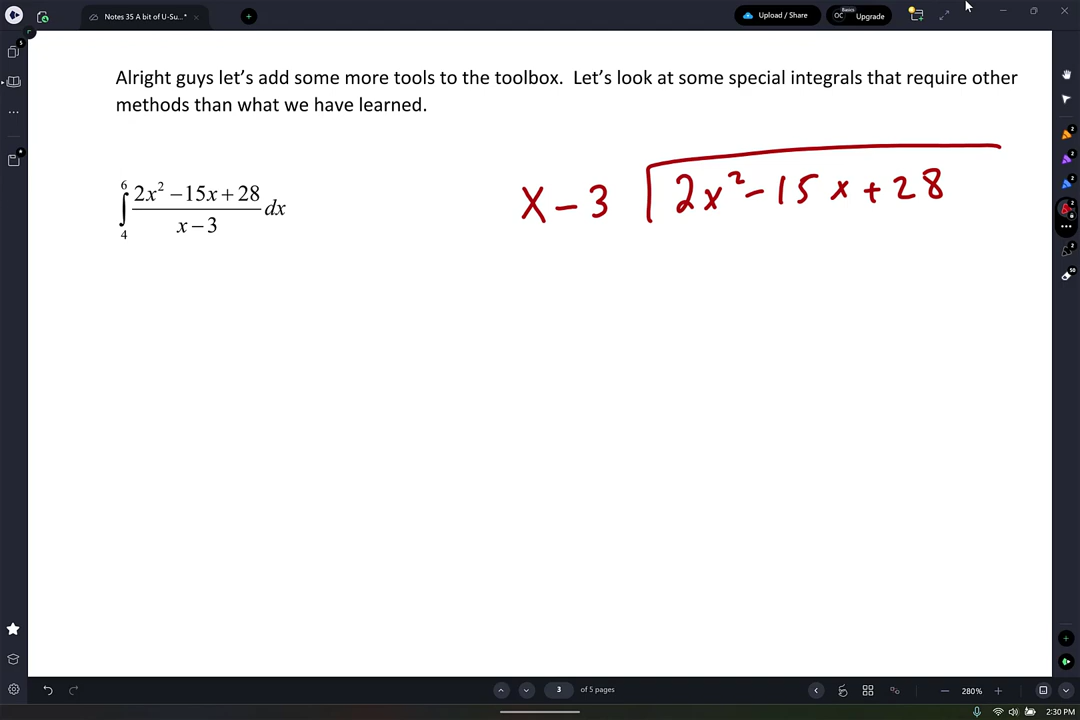 Notes 35 A bit of U-Su..."
Upload / Share
OC
Basics
Upgrade
Alright guys let's add some more tools to the toolbox. Let's look at some special integrals that require other
methods than what we have learned.
∫₄⁶ (2x² − 15x + 28)/(x − 3) dx
x − 3 | 2x² − 15x + 28
3
of 5 pages
280%
2:30 PM